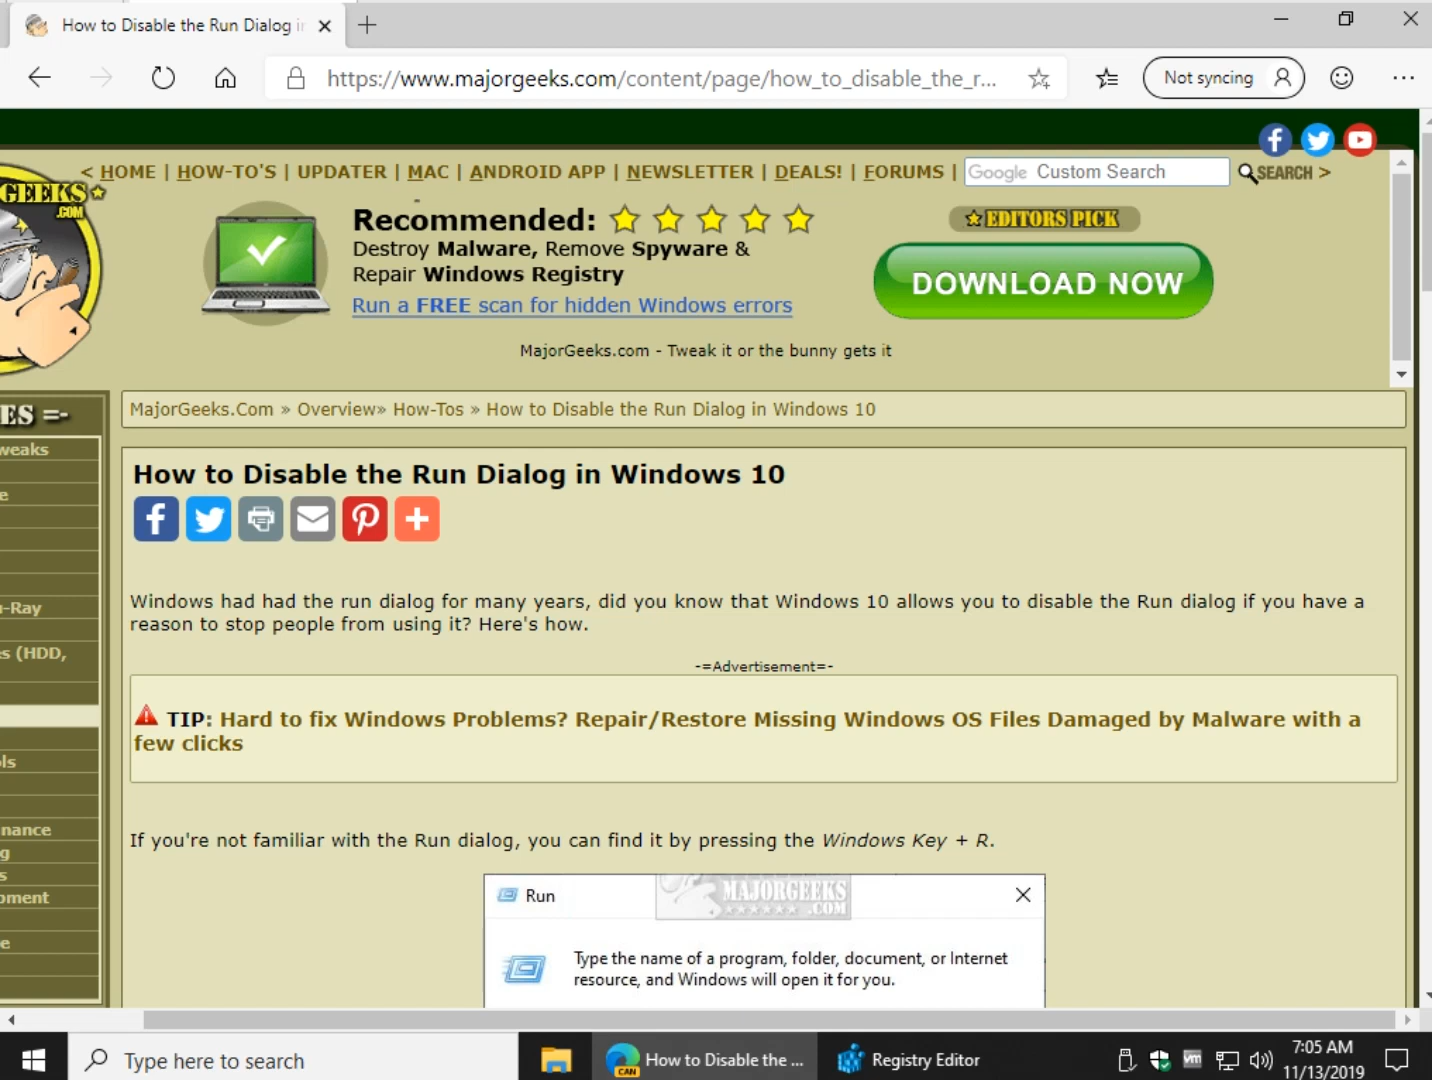 How to Disable the Run Dialog in
https://www.majorgeeks.com/content/page/how_to_disable_the_r...
Not syncing
< HOME | HOW-TO'S | UPDATER | MAC | ANDROID APP | NEWSLETTER | DEALS! | FORUMS | Google Custom Search SEARCH >
GEEKS
.COM
Recommended:
EDITORS PICK
Destroy Malware, Remove Spyware &
Repair Windows Registry
DOWNLOAD NOW
Run a FREE scan for hidden Windows errors
MajorGeeks.com - Tweak it or the bunny gets it
ES =-
MajorGeeks.Com » Overview» How-Tos » How to Disable the Run Dialog in Windows 10
weaks
How to Disable the Run Dialog in Windows 10
e
-Ray
Windows had had the run dialog for many years, did you know that Windows 10 allows you to disable the Run dialog if you have a
reason to stop people from using it? Here's how.
s (HDD,
-=Advertisement=-
TIP: Hard to fix Windows Problems? Repair/Restore Missing Windows OS Files Damaged by Malware with a
few clicks
ls
nance
If you're not familiar with the Run dialog, you can find it by pressing the Windows Key + R.
g
s
pment
e
Run
MAJORGEEKS
.COM
Type the name of a program, folder, document, or Internet
resource, and Windows will open it for you.
Type here to search
CAN
How to Disable the ...
Registry Editor
vm
7:05 AM
11/13/2019